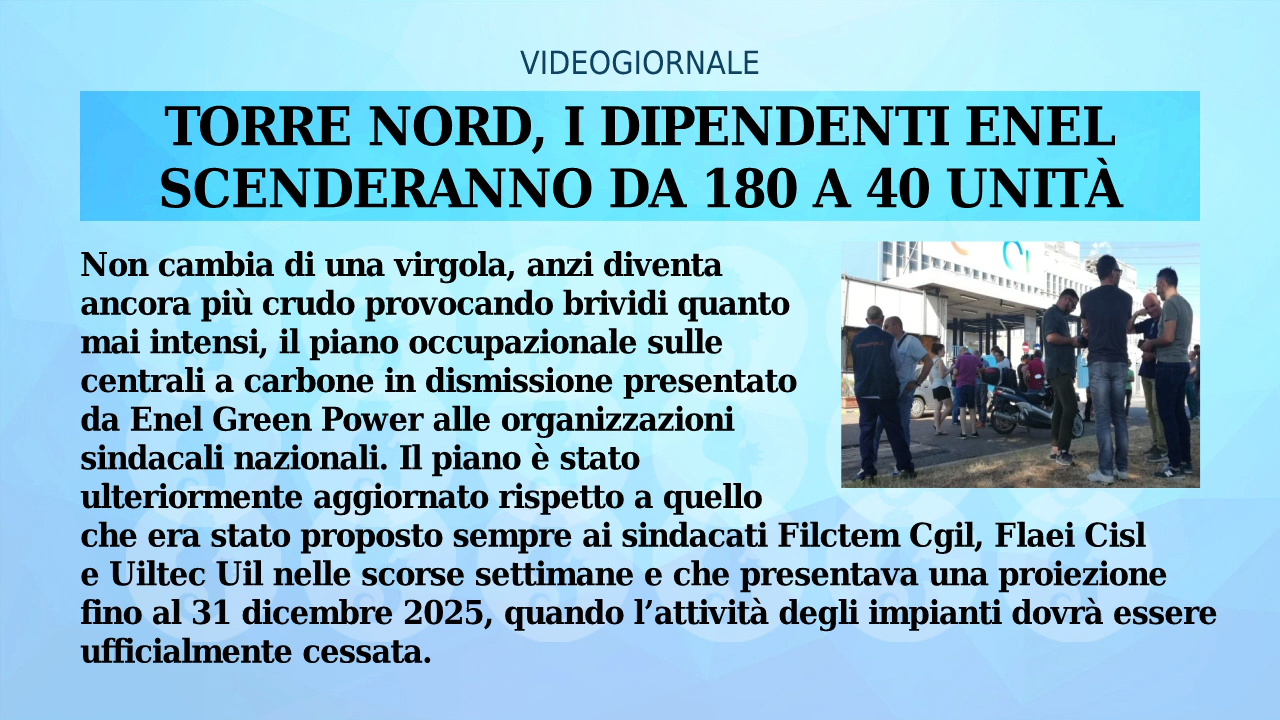 VIDEOGIORNALE
TORRE NORD, I DIPENDENTI ENEL
SCENDERANNO DA 180 A 40 UNITÀ
Non cambia di una virgola, anzi diventa
ancora più crudo provocando brividi quanto
mai intensi, il piano occupazionale sulle
centrali a carbone in dismissione presentato
da Enel Green Power alle organizzazioni
sindacali nazionali. Il piano è stato
ulteriormente aggiornato rispetto a quello
che era stato proposto sempre ai sindacati Filctem Cgil, Flaei Cisl
e Uiltec Uil nelle scorse settimane e che presentava una proiezione
fino al 31 dicembre 2025, quando l’attività degli impianti dovrà essere
ufficialmente cessata.